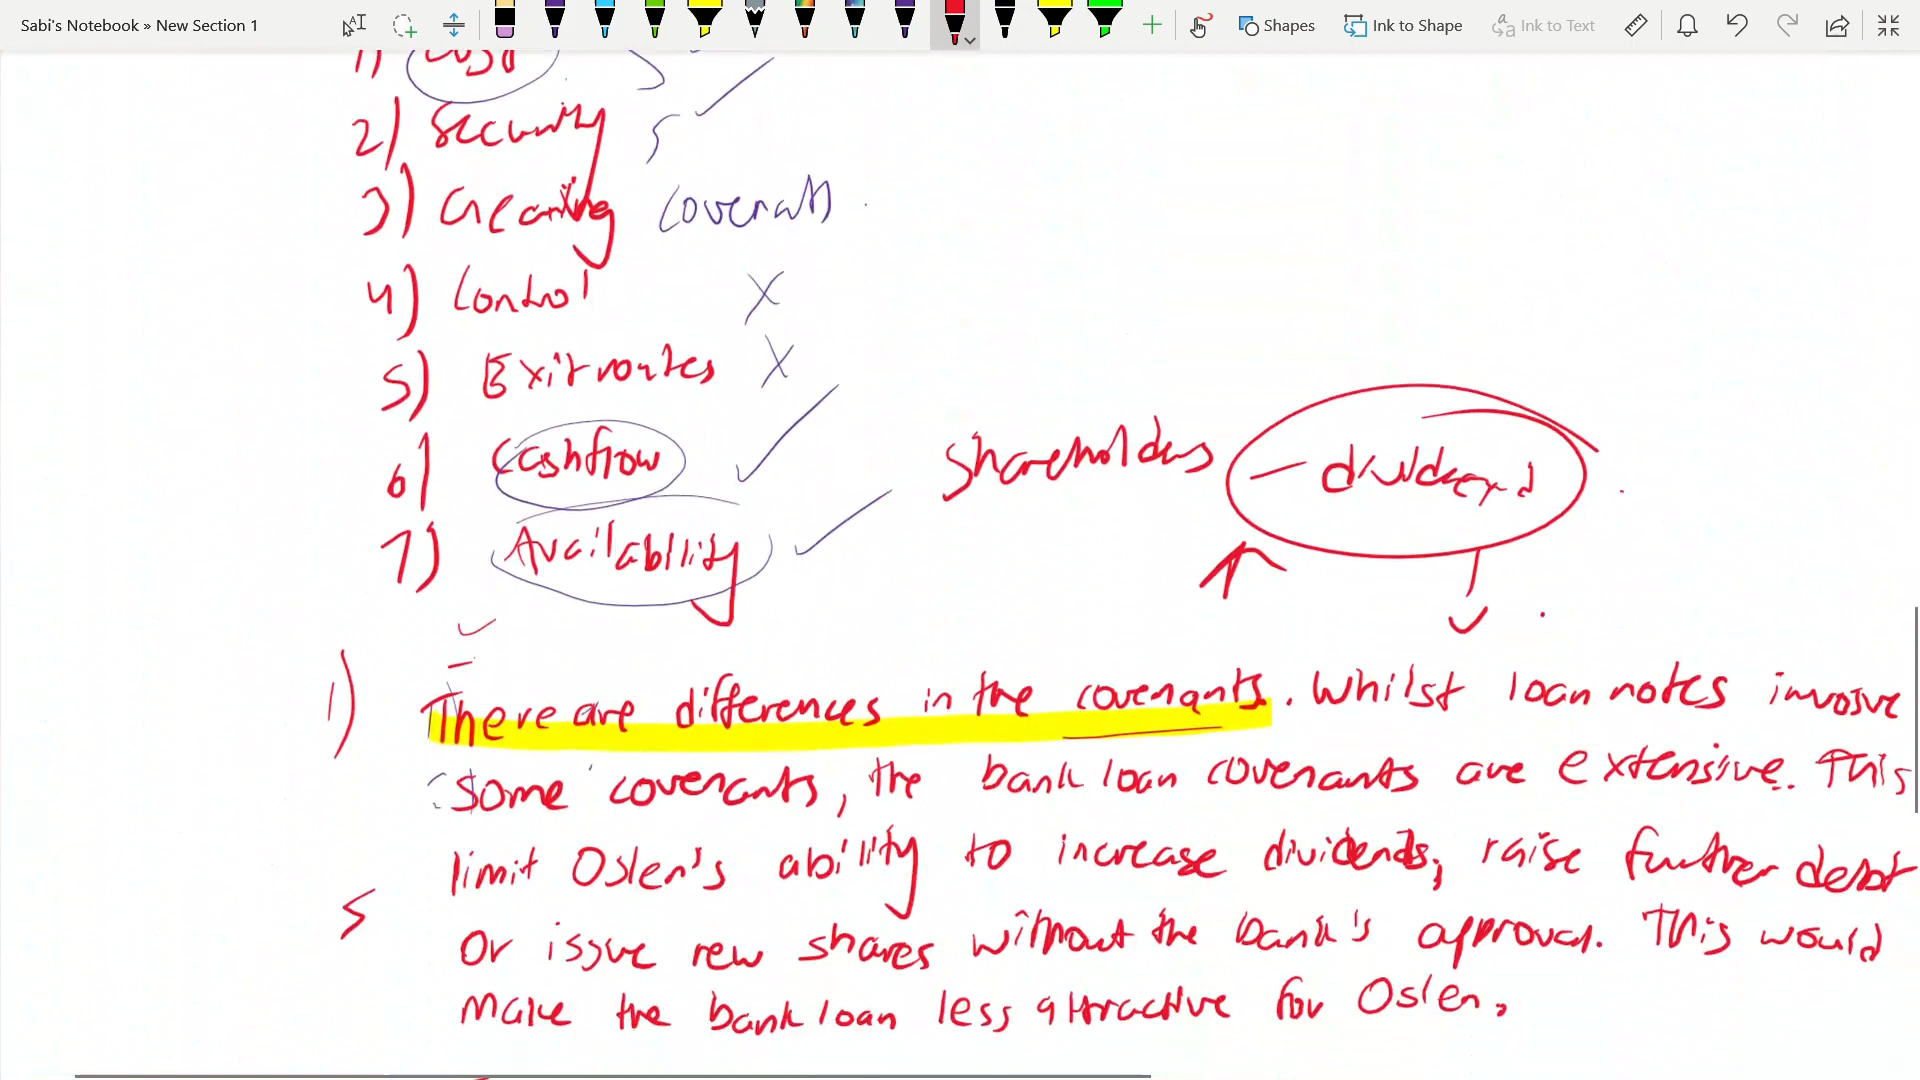 Sabi's Notebook » New Section 1
Shapes
Ink to Shape
Ink to Text
1) Cost
2) Security
3) covenants
4) Control X
5) Exit routes X
6) Cashflow
7) Availability
Shareholders - dividend
1) There are differences in the covenants. Whilst loan notes involve
some covenants, the bank loan covenants are extensive. This
limit Oslen's ability to increase dividends, raise further debt
5 Or issue new shares without the bank's approval. This would
make the bank loan less attractive for Oslen.